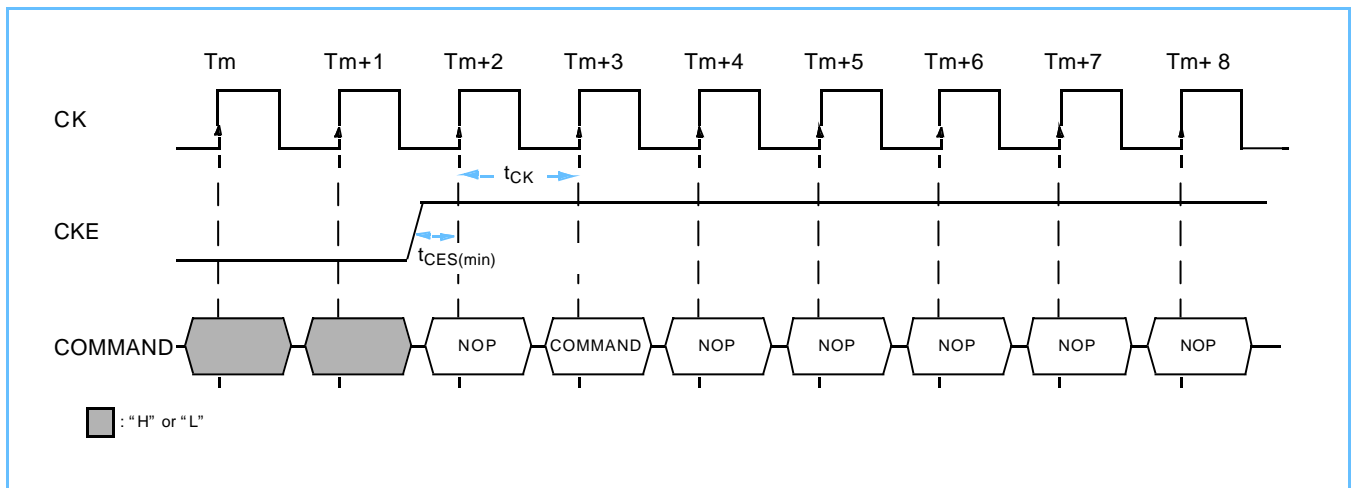 Tm Tm+1 Tm+2 Tm+3 Tm+4 Tm+5 Tm+6 Tm+7 Tm+ 8
CK
tCK
CKE
tCES(min)
COMMAND NOP COMMAND NOP NOP NOP NOP NOP
: “H” or “L”